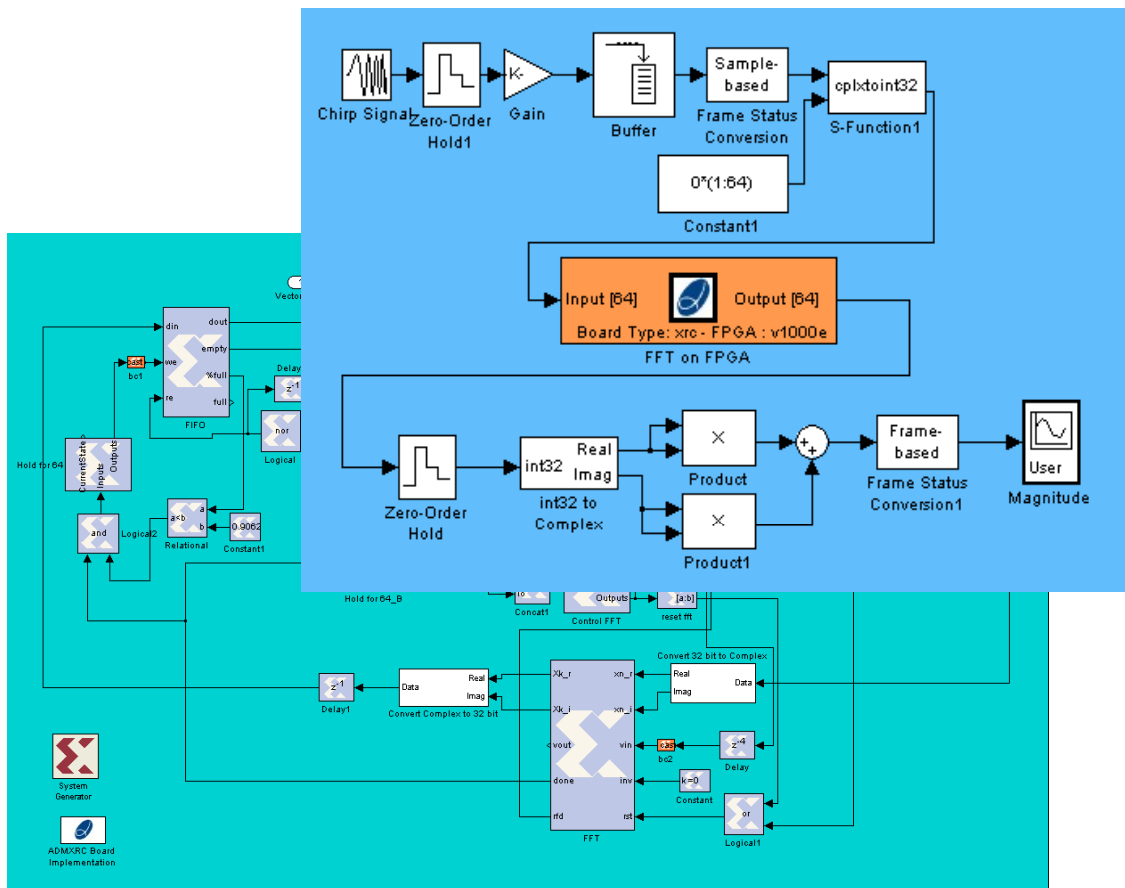 Chirp Signal
Zero-Order
Hold1
K-
Gain
Buffer
Sample-
based
Frame Status
Conversion
cplxtoint32
S-Function1
0*(1:64)
Constant1
Input [64]
Output [64]
Board Type: xrc - FPGA : v1000e
FFT on FPGA
Zero-Order
Hold
int32
Real
Imag
int32 to
Complex
×
Product
×
Product1
++
Frame-
based
Frame Status
Conversion1
User
Magnitude
Vector
din
we
re
dout
empty
%full
full
FIFO
cast
bc1
Delay
z-1
nor
Logical
Hold for 64
CurrentState
Inputs
Outputs
and
Logical2
a<b
a
b
Relational
0.9062
Constant1
Hold for 64_B
lo
Concat1
Outputs
Control FFT
[a:b]
reset fft
z-1
Delay1
Data
Real
Imag
Convert Complex to 32 bit
Xk_r
Xk_i
vout
done
rfd
xn_r
xn_i
vin
inv
rst
FFT
Convert 32 bit to Complex
Real
Imag
Data
cast
bc2
z-4
Delay
k=0
Constant
or
Logical1
System
Generator
ADMXRC Board
Implementation